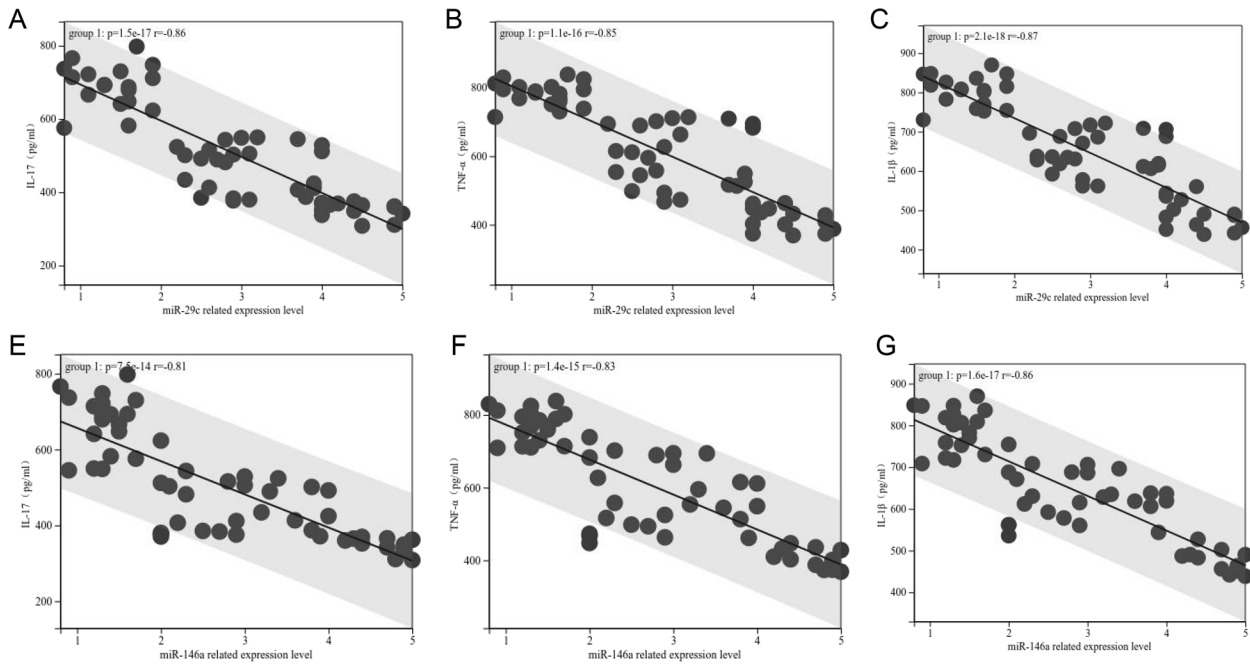 A
group 1: p=1.5e-17 r=-0.86
800
600
400
200
IL-17 (pg/ml)
1 2 3 4 5
miR-29c related expression level
B
group 1: p=1.1e-16 r=-0.85
800
600
400
TNF-α (pg/ml)
1 2 3 4 5
miR-29c related expression level
C
group 1: p=2.1e-18 r=-0.87
900
800
700
600
500
400
IL-1β (pg/ml)
1 2 3 4 5
miR-29c related expression level
E
group 1: p=7.5e-14 r=-0.81
800
600
400
200
IL-17 (pg/ml)
1 2 3 4 5
miR-146a related expression level
F
group 1: p=1.4e-15 r=-0.83
800
600
400
TNF-α (pg/ml)
1 2 3 4 5
miR-146a related expression level
G
group 1: p=1.6e-17 r=-0.86
900
800
700
600
500
400
IL-1β (pg/ml)
1 2 3 4 5
miR-146a related expression level